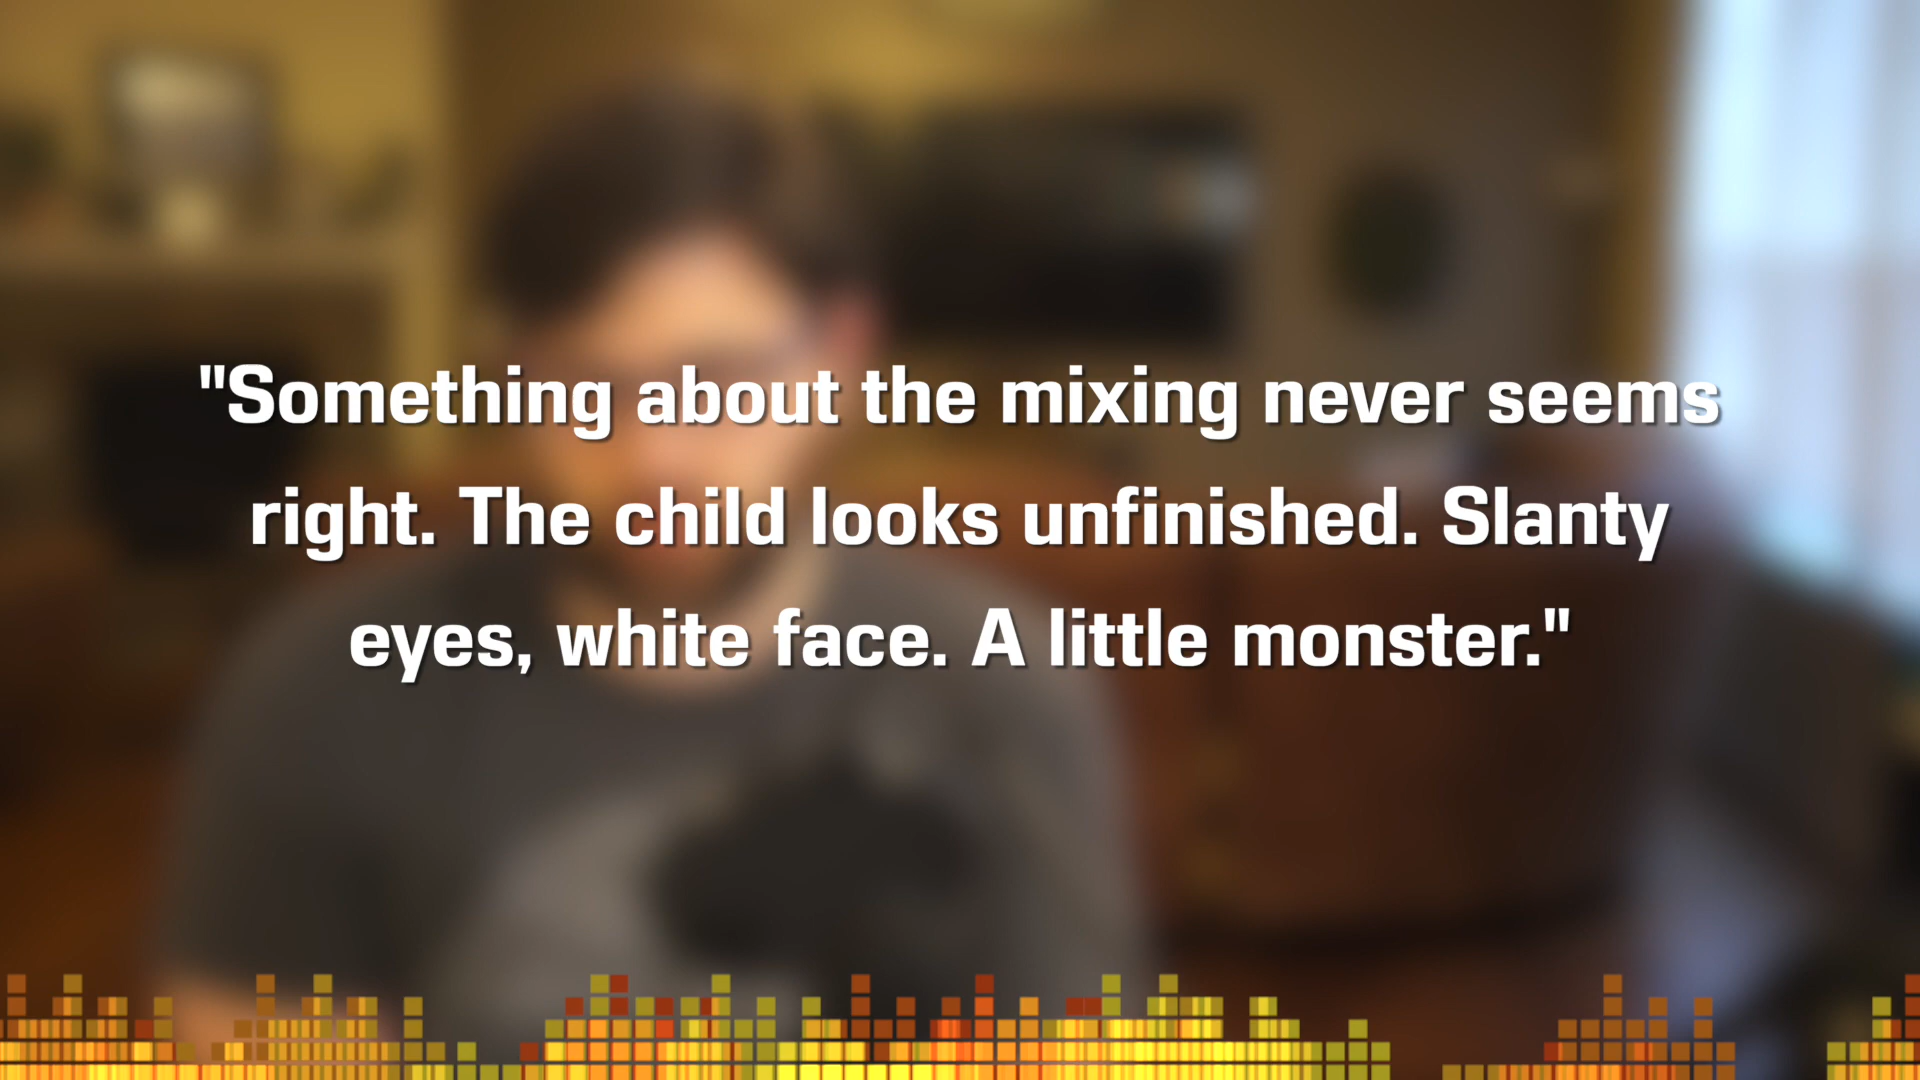 "Something about the mixing never seems
right. The child looks unfinished. Slanty
eyes, white face. A little monster."